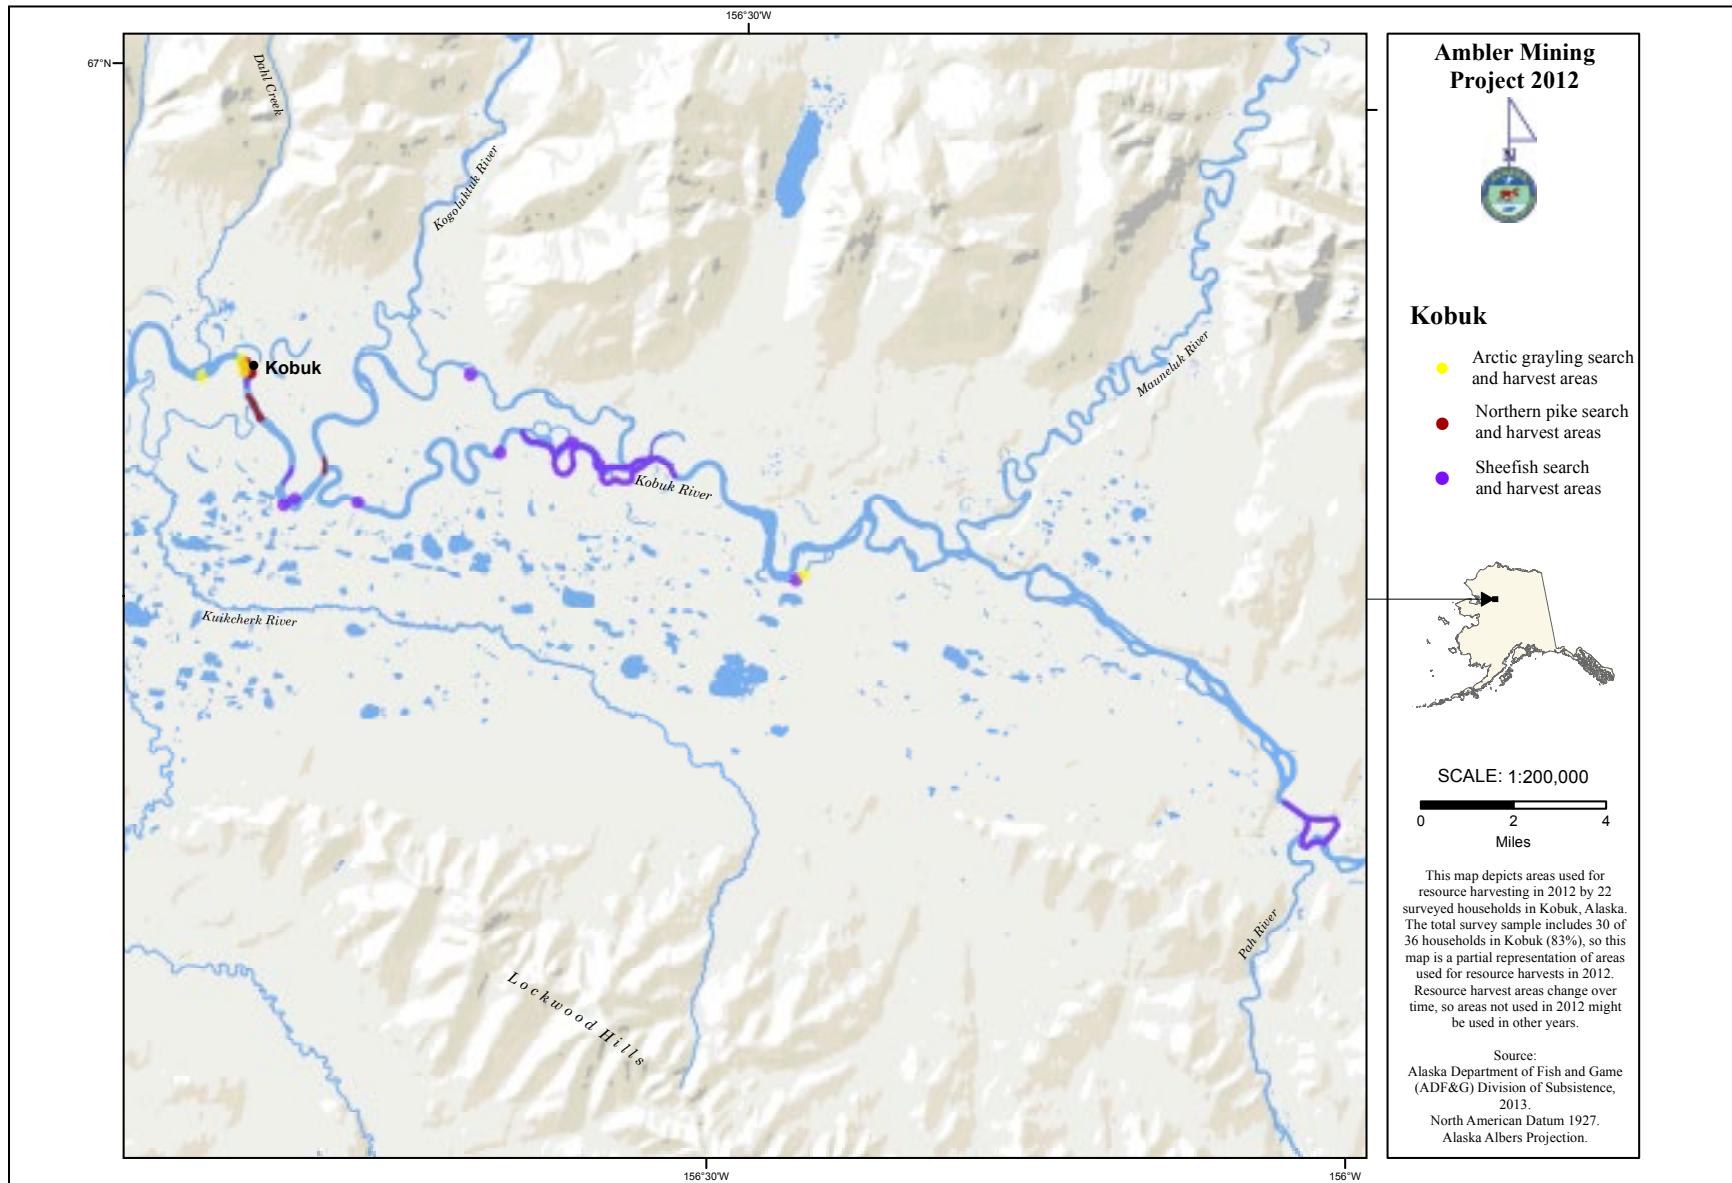 156°30'W
67°N
Dahl Creek
Kogoluktuk River
Mauneluk River
Kobuk
Kobuk River
Kuikcherk River
Pah River
Lockwood Hills
156°30'W
156°W
Ambler Mining
Project 2012
N
Kobuk
Arctic grayling search
and harvest areas
Northern pike search
and harvest areas
Sheefish search
and harvest areas
SCALE: 1:200,000
0 2 4
Miles
This map depicts areas used for
resource harvesting in 2012 by 22
surveyed households in Kobuk, Alaska.
The total survey sample includes 30 of
36 households in Kobuk (83%), so this
map is a partial representation of areas
used for resource harvests in 2012.
Resource harvest areas change over
time, so areas not used in 2012 might
be used in other years.
Source:
Alaska Department of Fish and Game
(ADF&G) Division of Subsistence,
2013.
North American Datum 1927.
Alaska Albers Projection.